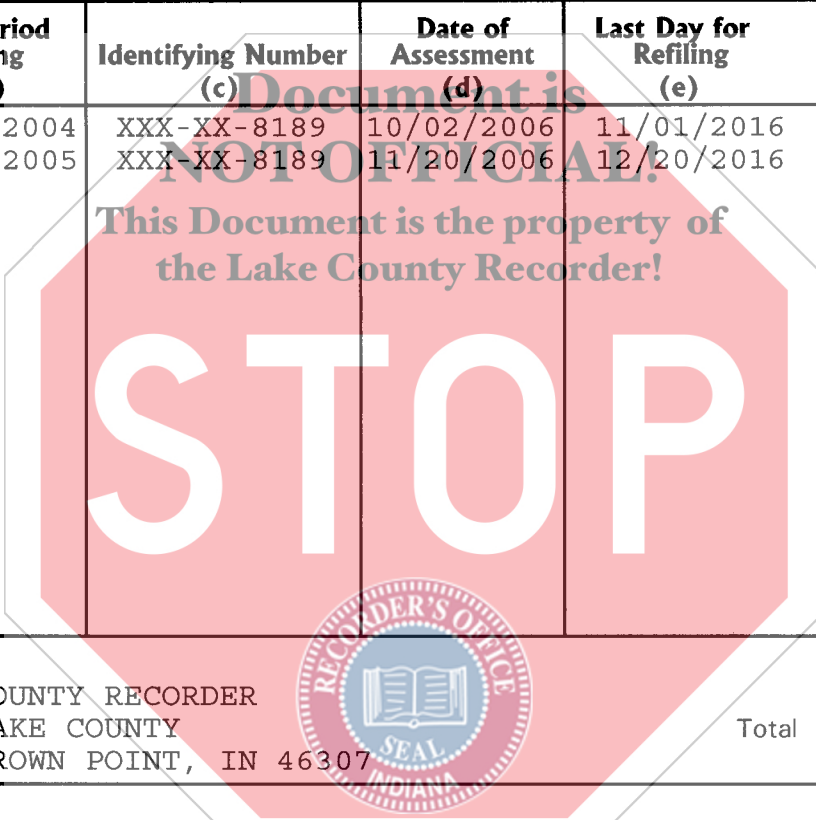 riod
ng
)
Identifying Number
(c)
Date of
Assessment
(d)
Last Day for
Refiling
(e)
2004 XXX-XX-8189 10/02/2006 11/01/2016
2005 XXX-XX-8189 11/20/2006 12/20/2016
Document is
NOT OFFICIAL!
This Document is the property of
the Lake County Recorder!
STOP
RECORDER'S OFFICE
SEAL
INDIANA
OUNTY RECORDER
AKE COUNTY
ROWN POINT, IN 46307
Total